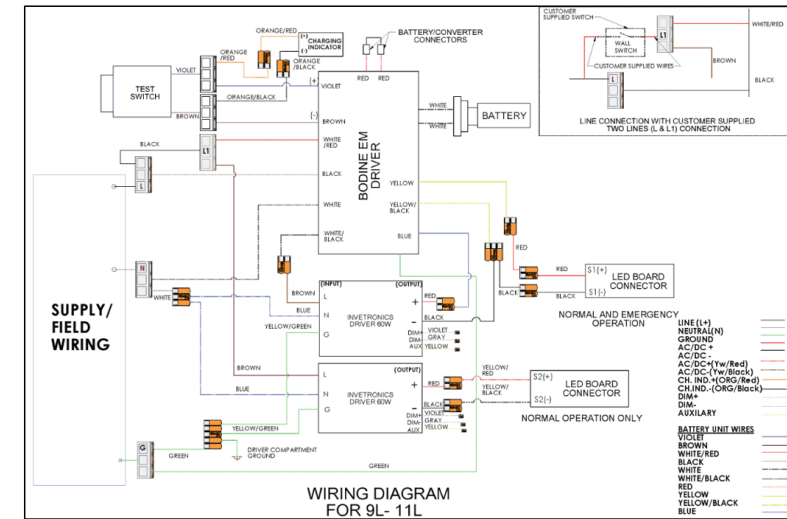 ORANGE/RED
(+)
(-)
CHARGING
INDICATOR
BATTERY/CONVERTER
CONNECTORS
ORANGE
/RED
ORANGE
/BLACK
VIOLET
TEST
SWITCH
ORANGE/BLACK
BROWN
(+)
VIOLET
(-)
BROWN
RED
RED
WHITE
WHITE
BATTERY
BLACK
L1
WHITE
/RED
L
BLACK
BODINE EM
DRIVER
YELLOW
WHITE
YELLOW/
BLACK
BLUE
WHITE/
BLACK
N
WHITE
SUPPLY/
FIELD
WIRING
RED
RED
S1(+)
S1(-)
LED BOARD
CONNECTOR
BLACK
BLACK
NORMAL AND EMERGENCY
OPERATION
(INPUT)
(OUTPUT)
BROWN
L
BLUE
N
YELLOW/GREEN
G
INVETRONICS
DRIVER 60W
+
-
RED
BLACK
DIM+
VIOLET
DIM-
GRAY
AUX
YELLOW
(OUTPUT)
BROWN
L
BLUE
N
YELLOW/GREEN
G
INVETRONICS
DRIVER 60W
+
-
RED
BLACK
DIM+
VIOLET
DIM-
GRAY
AUX
YELLOW
YELLOW/
RED
YELLOW/
BLACK
S2(+)
S2(-)
LED BOARD
CONNECTOR
NORMAL OPERATION ONLY
G
GREEN
DRIVER COMPARTMENT
GROUND
GREEN
WIRING DIAGRAM
FOR 9L- 11L
CUSTOMER
SUPPLIED SWITCH
WHITE/RED
L1
WALL
SWITCH
BROWN
CUSTOMER SUPPLIED WIRES
BLACK
L
LINE CONNECTION WITH CUSTOMER SUPPLIED
TWO LINES (L & L1) CONNECTION
LINE (L+)
NEUTRAL(N)
GROUND
AC/DC +
AC/DC -
AC/DC+(Yw/Red)
AC/DC-(Yw/Black)
CH. IND.+(ORG/Red)
CH.IND.-(ORG/Black)
DIM+
DIM-
AUXILARY
BATTERY UNIT WIRES
VIOLET
BROWN
WHITE/RED
BLACK
WHITE
WHITE/BLACK
RED
YELLOW
YELLOW/BLACK
BLUE